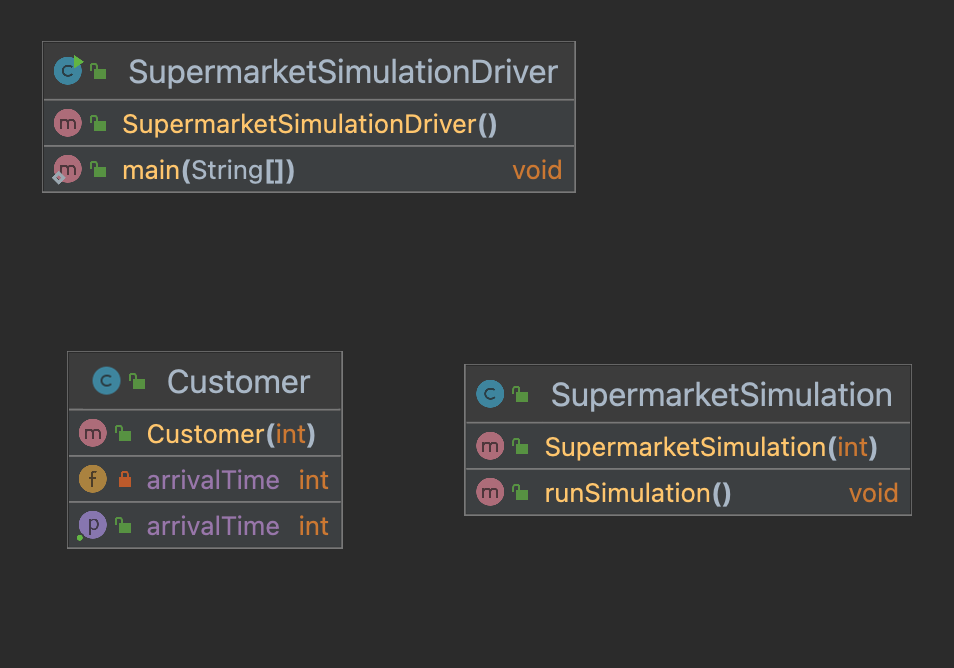 SupermarketSimulationDriver
SupermarketSimulationDriver()
main(String[]) void
Customer
Customer(int)
arrivalTime int
arrivalTime int
SupermarketSimulation
SupermarketSimulation(int)
runSimulation() void